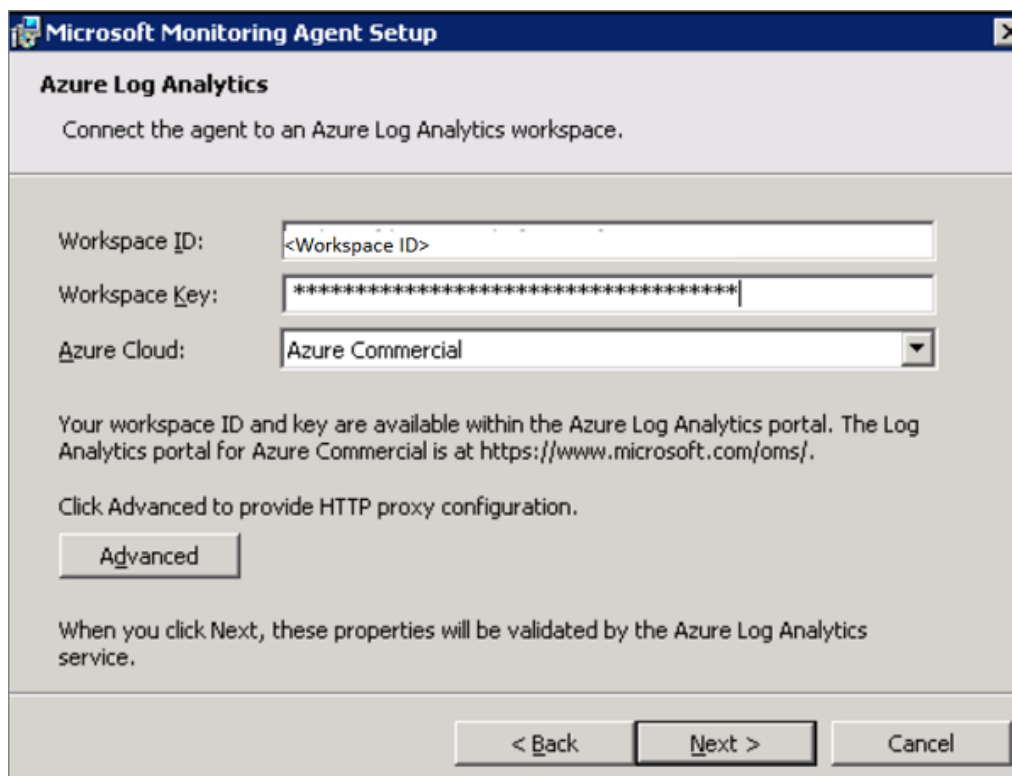 Microsoft Monitoring Agent Setup
Azure Log Analytics
Connect the agent to an Azure Log Analytics workspace.
Workspace ID: <Workspace ID>
Workspace Key: ************************************
Azure Cloud: Azure Commercial
Your workspace ID and key are available within the Azure Log Analytics portal. The Log
Analytics portal for Azure Commercial is at https://www.microsoft.com/oms/.
Click Advanced to provide HTTP proxy configuration.
Advanced
When you click Next, these properties will be validated by the Azure Log Analytics
service.
< Back Next > Cancel